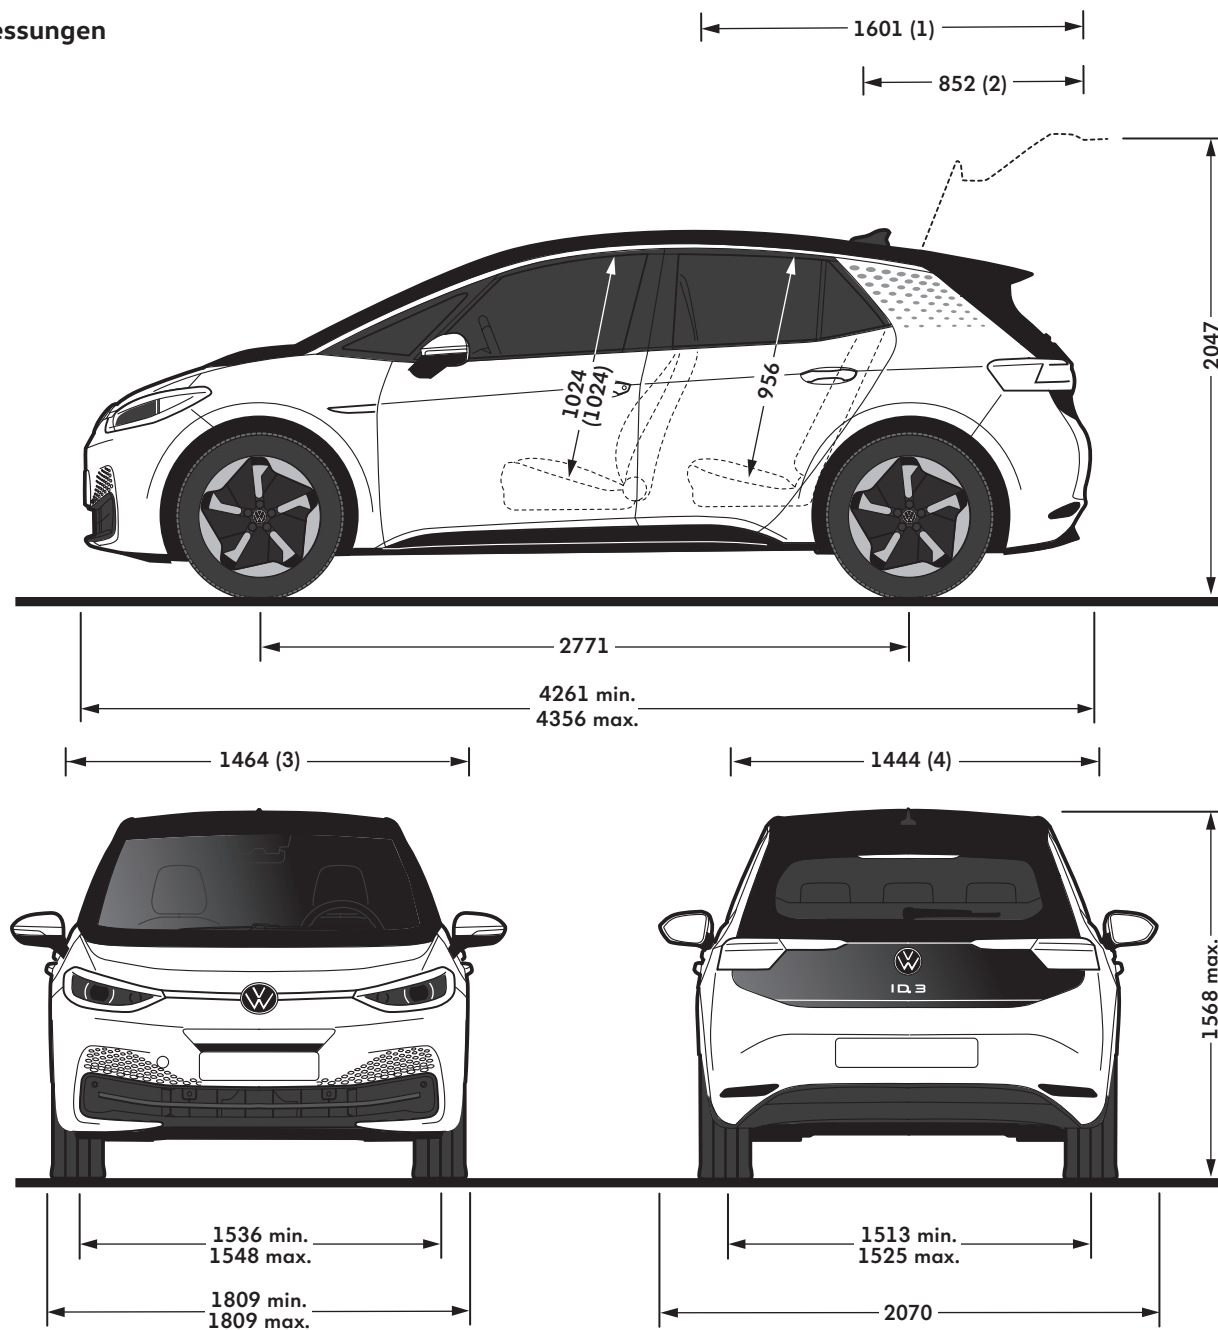 essungen
1601 (1)
852 (2)
2047
1024
(1024)
956
2771
4261 min.
4356 max.
1464 (3)
1444 (4)
1568 max.
ID.3
1536 min.
1548 max.
1513 min.
1525 max.
1809 min.
1809 max.
2070